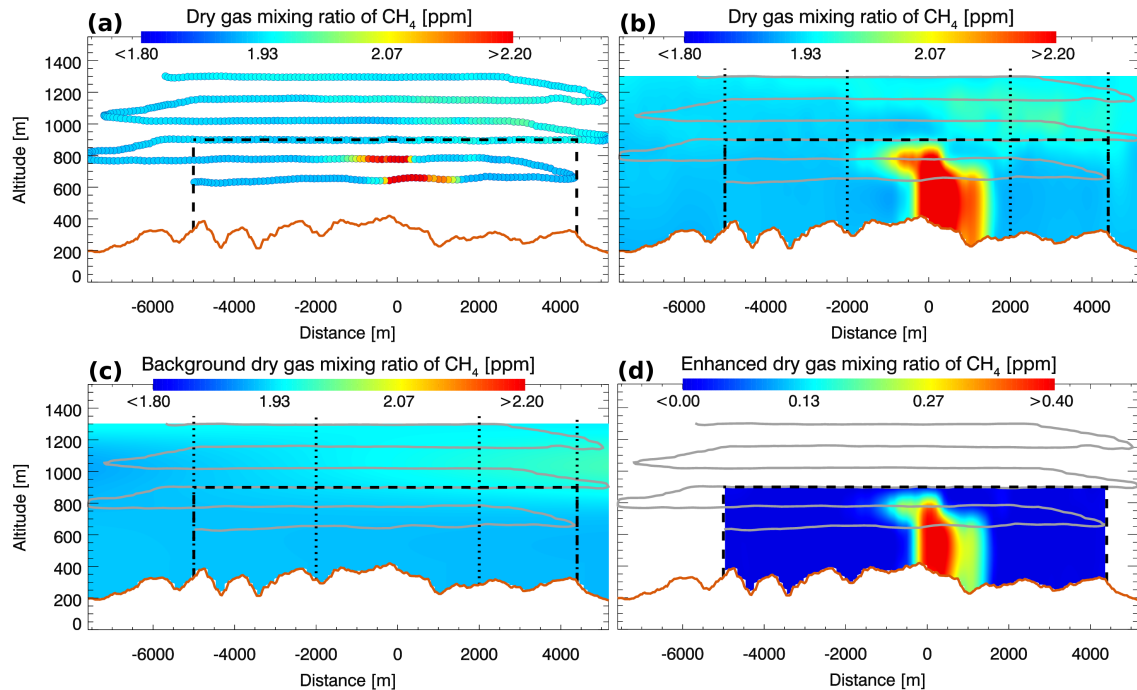 (a)
Dry gas mixing ratio of CH4 [ppm]
<1.80 1.93 2.07 >2.20
1400
1200
1000
800
600
400
200
0
Altitude [m]
-6000 -4000 -2000 0 2000 4000
Distance [m]
(b)
Dry gas mixing ratio of CH4 [ppm]
<1.80 1.93 2.07 >2.20
-6000 -4000 -2000 0 2000 4000
Distance [m]
(c)
Background dry gas mixing ratio of CH4 [ppm]
<1.80 1.93 2.07 >2.20
1400
1200
1000
800
600
400
200
0
Altitude [m]
-6000 -4000 -2000 0 2000 4000
Distance [m]
(d)
Enhanced dry gas mixing ratio of CH4 [ppm]
<0.00 0.13 0.27 >0.40
-6000 -4000 -2000 0 2000 4000
Distance [m]